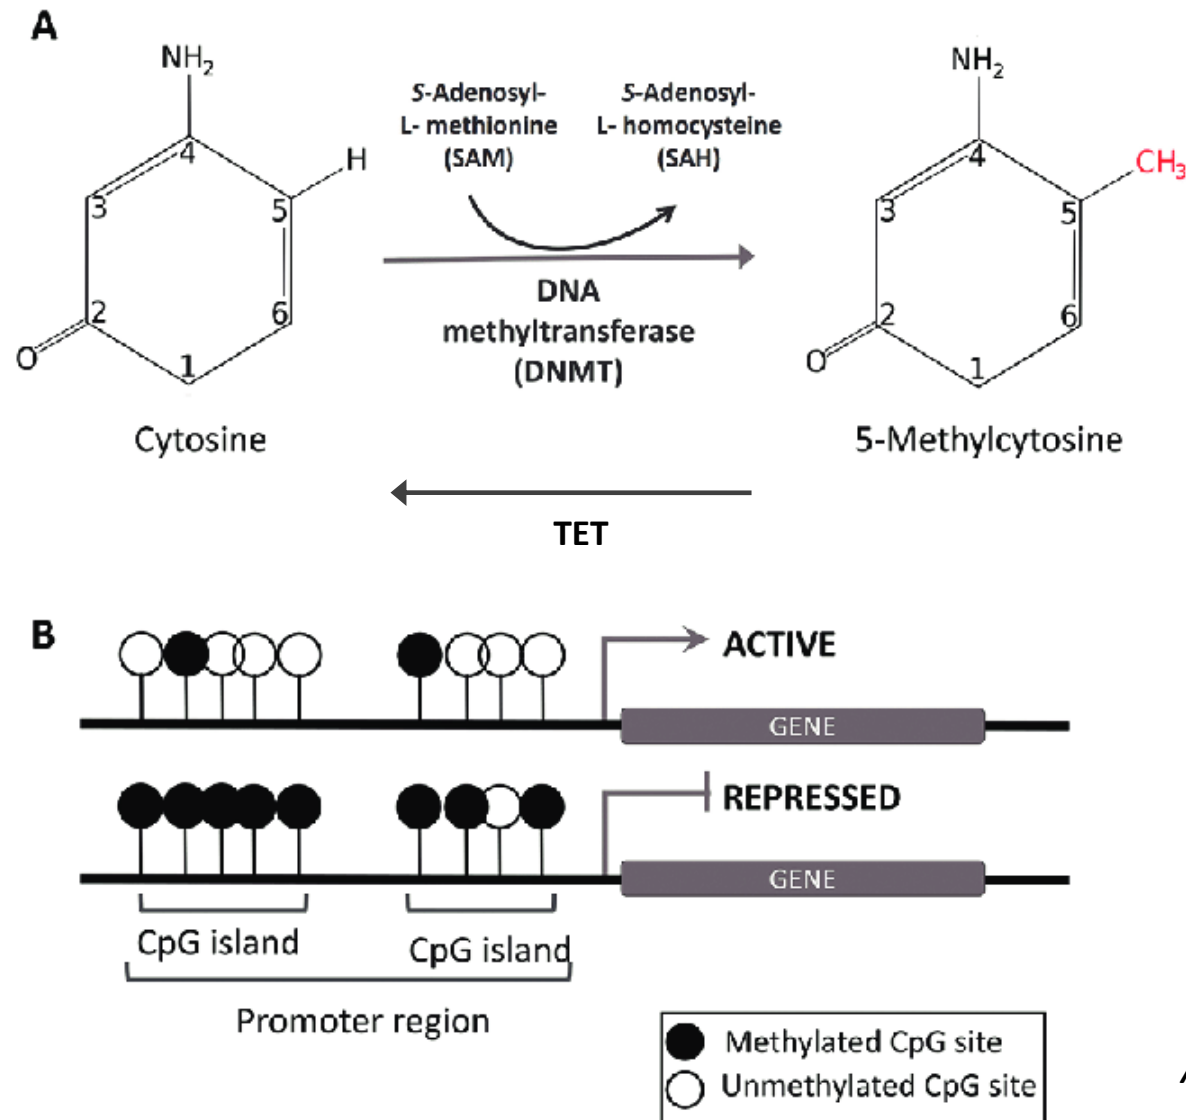 A
NH2
4
H
3
5
2
6
1
O
Cytosine
S-Adenosyl-
L- methionine
(SAM)
S-Adenosyl-
L- homocysteine
(SAH)
DNA
methyltransferase
(DNMT)
NH2
4
CH3
3
5
2
6
1
O
5-Methylcytosine
TET
B
ACTIVE
GENE
REPRESSED
GENE
CpG island
CpG island
Promoter region
Methylated CpG site
Unmethylated CpG site